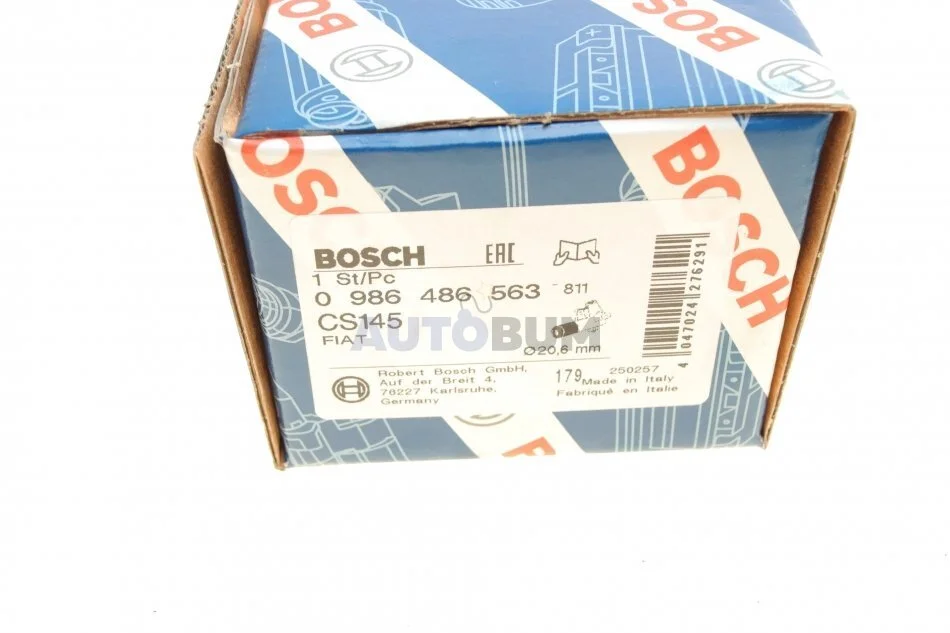 BOSCH
BOSCH
BOSCH
BOSCH
BOSCH EAC
1 St/Pc
0 986 486 563 811
CS145
AUTOBUM
FIAT
Ø20,6 mm
Robert Bosch GmbH,
Auf der Breit 4,
76227 Karlsruhe,
Germany
179 250257
Made in Italy
Fabriqué en Italie
4 047024 276291